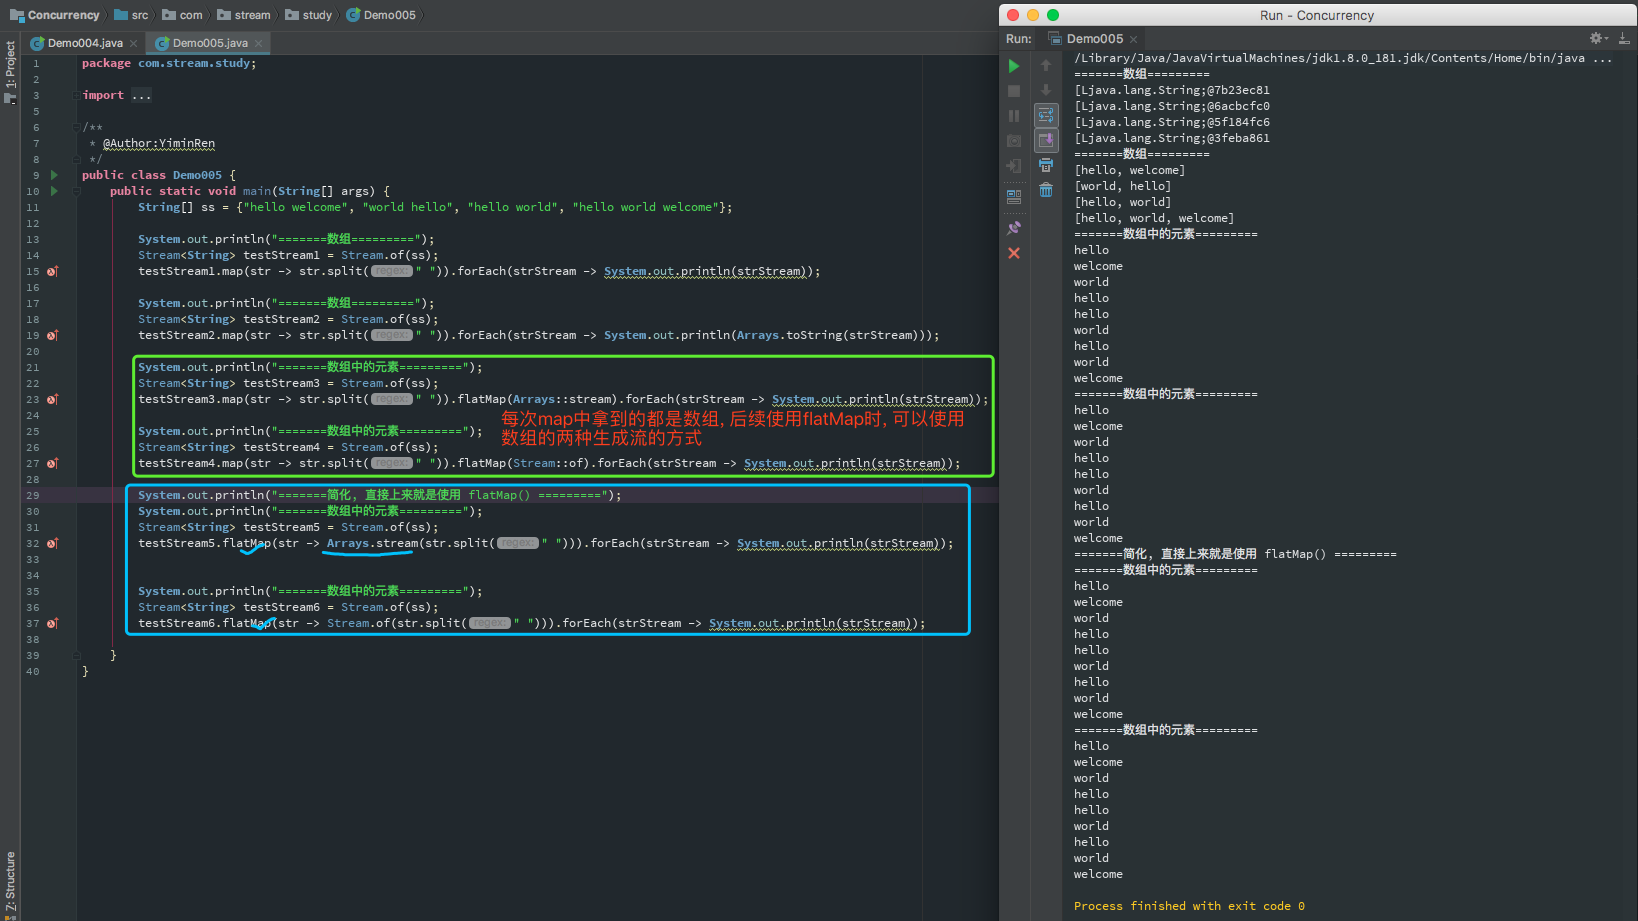 Concurrency src com stream study Demo005
Demo004.java × Demo005.java ×
1: Project
Z: Structure
1 package com.stream.study;
2
3 import ...
5
6 /**
7 * @Author:YiminRen
8 */
9 public class Demo005 {
10 public static void main(String[] args) {
11 String[] ss = {"hello welcome", "world hello", "hello world", "hello world welcome"};
12
13 System.out.println("=======数组=========");
14 Stream<String> testStream1 = Stream.of(ss);
15 testStream1.map(str -> str.split( regex: " ")).forEach(strStream -> System.out.println(strStream));
16
17 System.out.println("=======数组=========");
18 Stream<String> testStream2 = Stream.of(ss);
19 testStream2.map(str -> str.split( regex: " ")).forEach(strStream -> System.out.println(Arrays.toString(strStream)));
20
21 System.out.println("=======数组中的元素=========");
22 Stream<String> testStream3 = Stream.of(ss);
23 testStream3.map(str -> str.split( regex: " ")).flatMap(Arrays::stream).forEach(strStream -> System.out.println(strStream));
24
每次map中拿到的都是数组, 后续使用flatMap时, 可以使用
数组的两种生成流的方式
25 System.out.println("=======数组中的元素=========");
26 Stream<String> testStream4 = Stream.of(ss);
27 testStream4.map(str -> str.split( regex: " ")).flatMap(Stream::of).forEach(strStream -> System.out.println(strStream));
28
29 System.out.println("=======简化, 直接上来就是使用 flatMap() =========");
30 System.out.println("=======数组中的元素=========");
31 Stream<String> testStream5 = Stream.of(ss);
32 testStream5.flatMap(str -> Arrays.stream(str.split( regex: " "))).forEach(strStream -> System.out.println(strStream));
33
34
35 System.out.println("=======数组中的元素=========");
36 Stream<String> testStream6 = Stream.of(ss);
37 testStream6.flatMap(str -> Stream.of(str.split( regex: " "))).forEach(strStream -> System.out.println(strStream));
38
39 }
40 }
Run - Concurrency
Run: Demo005 ×
/Library/Java/JavaVirtualMachines/jdk1.8.0_181.jdk/Contents/Home/bin/java ...
=======数组=========
[Ljava.lang.String;@7b23ec81
[Ljava.lang.String;@6acbcfc0
[Ljava.lang.String;@5f184fc6
[Ljava.lang.String;@3feba861
=======数组=========
[hello, welcome]
[world, hello]
[hello, world]
[hello, world, welcome]
=======数组中的元素=========
hello
welcome
world
hello
hello
world
hello
world
welcome
=======数组中的元素=========
hello
welcome
world
hello
hello
world
hello
world
welcome
=======简化, 直接上来就是使用 flatMap() =========
=======数组中的元素=========
hello
welcome
world
hello
hello
world
hello
world
welcome
=======数组中的元素=========
hello
welcome
world
hello
hello
world
hello
world
welcome
Process finished with exit code 0